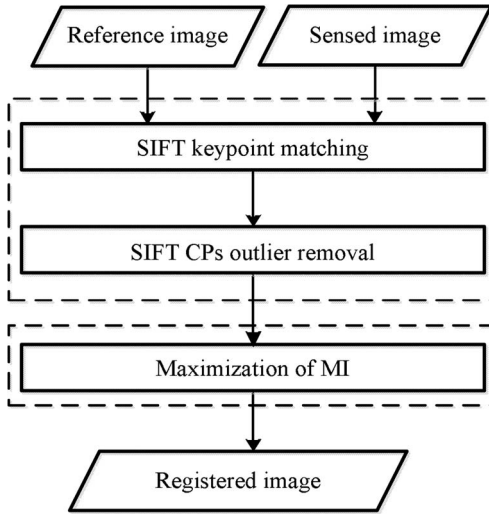 Reference image
Sensed image
SIFT keypoint matching
SIFT CPs outlier removal
Maximization of MI
Registered image